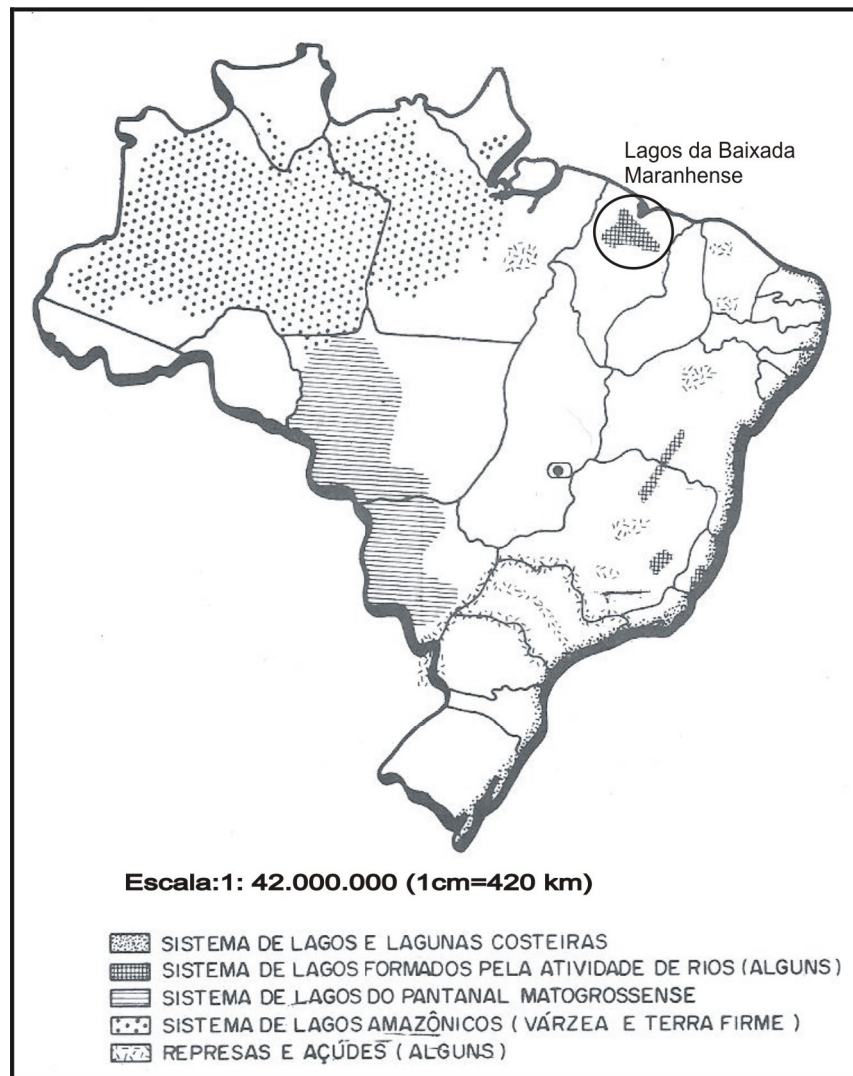 Lagos da Baixada
Maranhense
Escala:1: 42.000.000 (1cm=420 km)
SISTEMA DE LAGOS E LAGUNAS COSTEIRAS
SISTEMA DE LAGOS FORMADOS PELA ATIVIDADE DE RIOS (ALGUNS)
SISTEMA DE LAGOS DO PANTANAL MATOGROSSENSE
SISTEMA DE LAGOS AMAZÔNICOS ( VÁRZEA E TERRA FIRME )
REPRESAS E AÇÚDES ( ALGUNS )